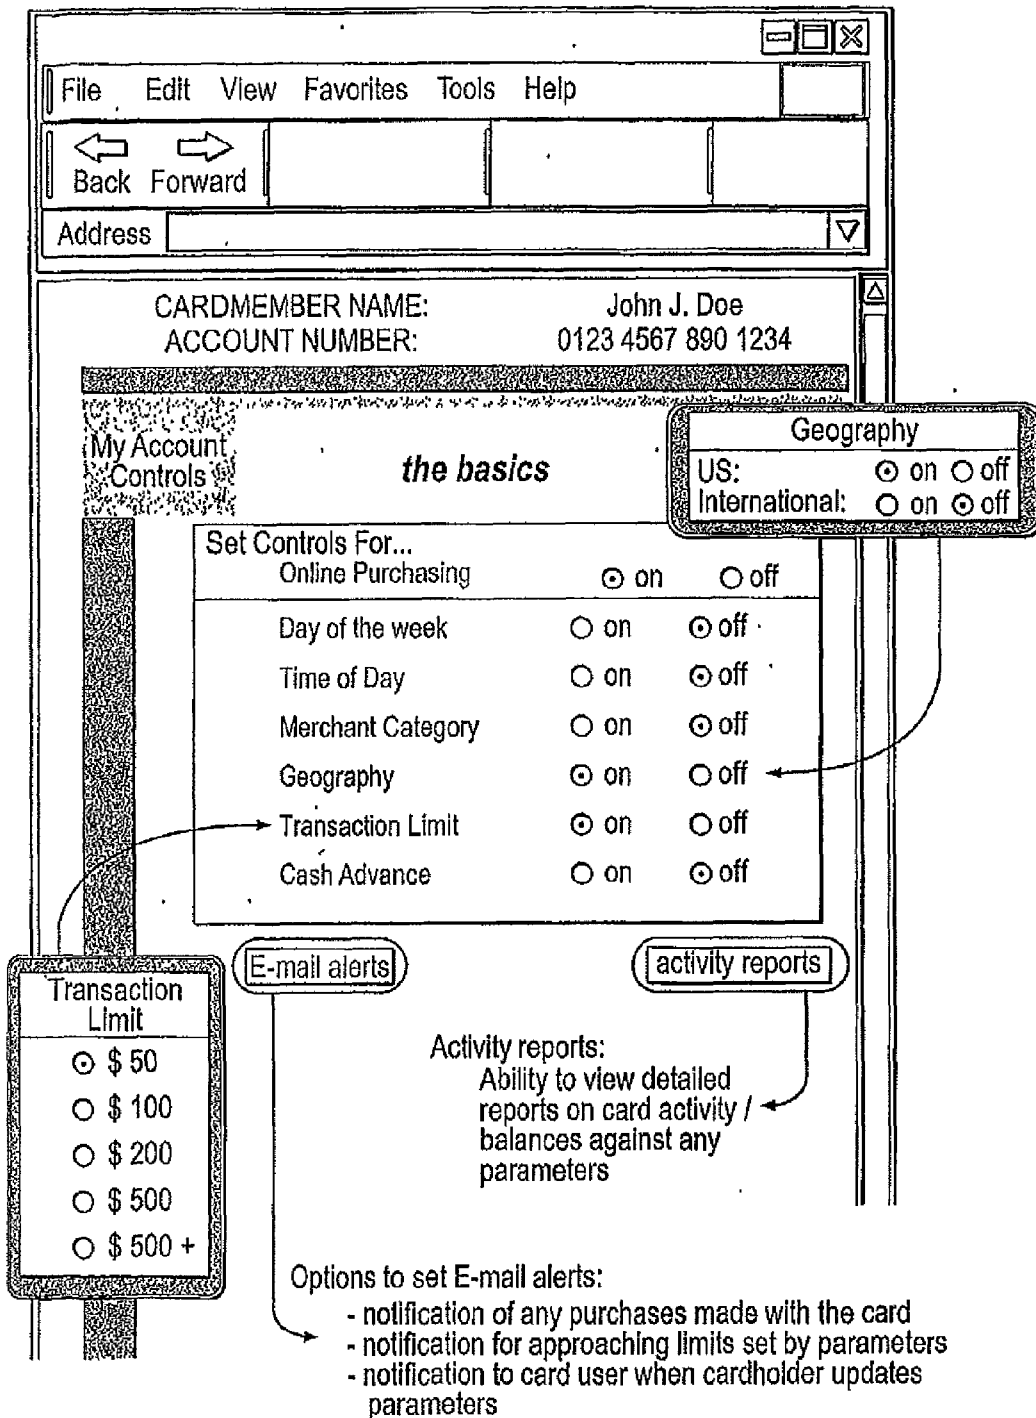 File Edit View Favorites Tools Help
Back Forward
Address
CARDMEMBER NAME: John J. Doe
ACCOUNT NUMBER: 0123 4567 890 1234
My Account
Controls
the basics
Geography
US: on off
International: on off
Set Controls For...
Online Purchasing on off
Day of the week on off
Time of Day on off
Merchant Category on off
Geography on off
Transaction Limit on off
Cash Advance on off
E-mail alerts activity reports
Transaction
Limit
$ 50
$ 100
$ 200
$ 500
$ 500 +
Activity reports:
Ability to view detailed
reports on card activity /
balances against any
parameters
Options to set E-mail alerts:
- notification of any purchases made with the card
- notification for approaching limits set by parameters
- notification to card user when cardholder updates
parameters